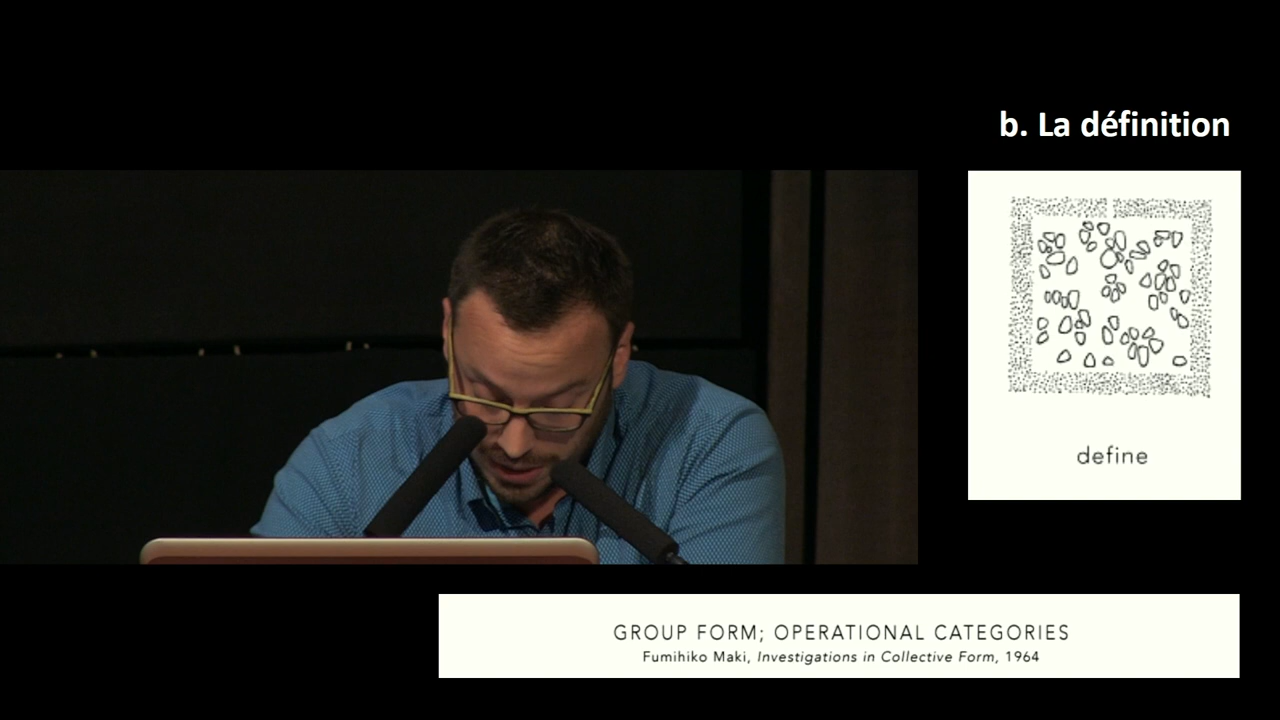 b. La définition
define
GROUP FORM; OPERATIONAL CATEGORIES
Fumihiko Maki, Investigations in Collective Form, 1964